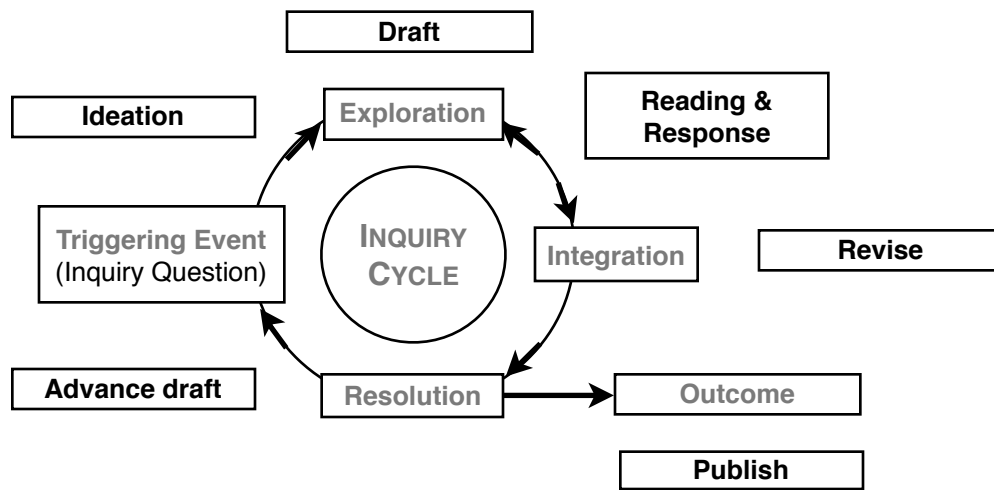 Draft
Ideation
Exploration
Reading &
Response
Triggering Event
(Inquiry Question)
INQUIRY
CYCLE
Integration
Revise
Advance draft
Resolution
Outcome
Publish